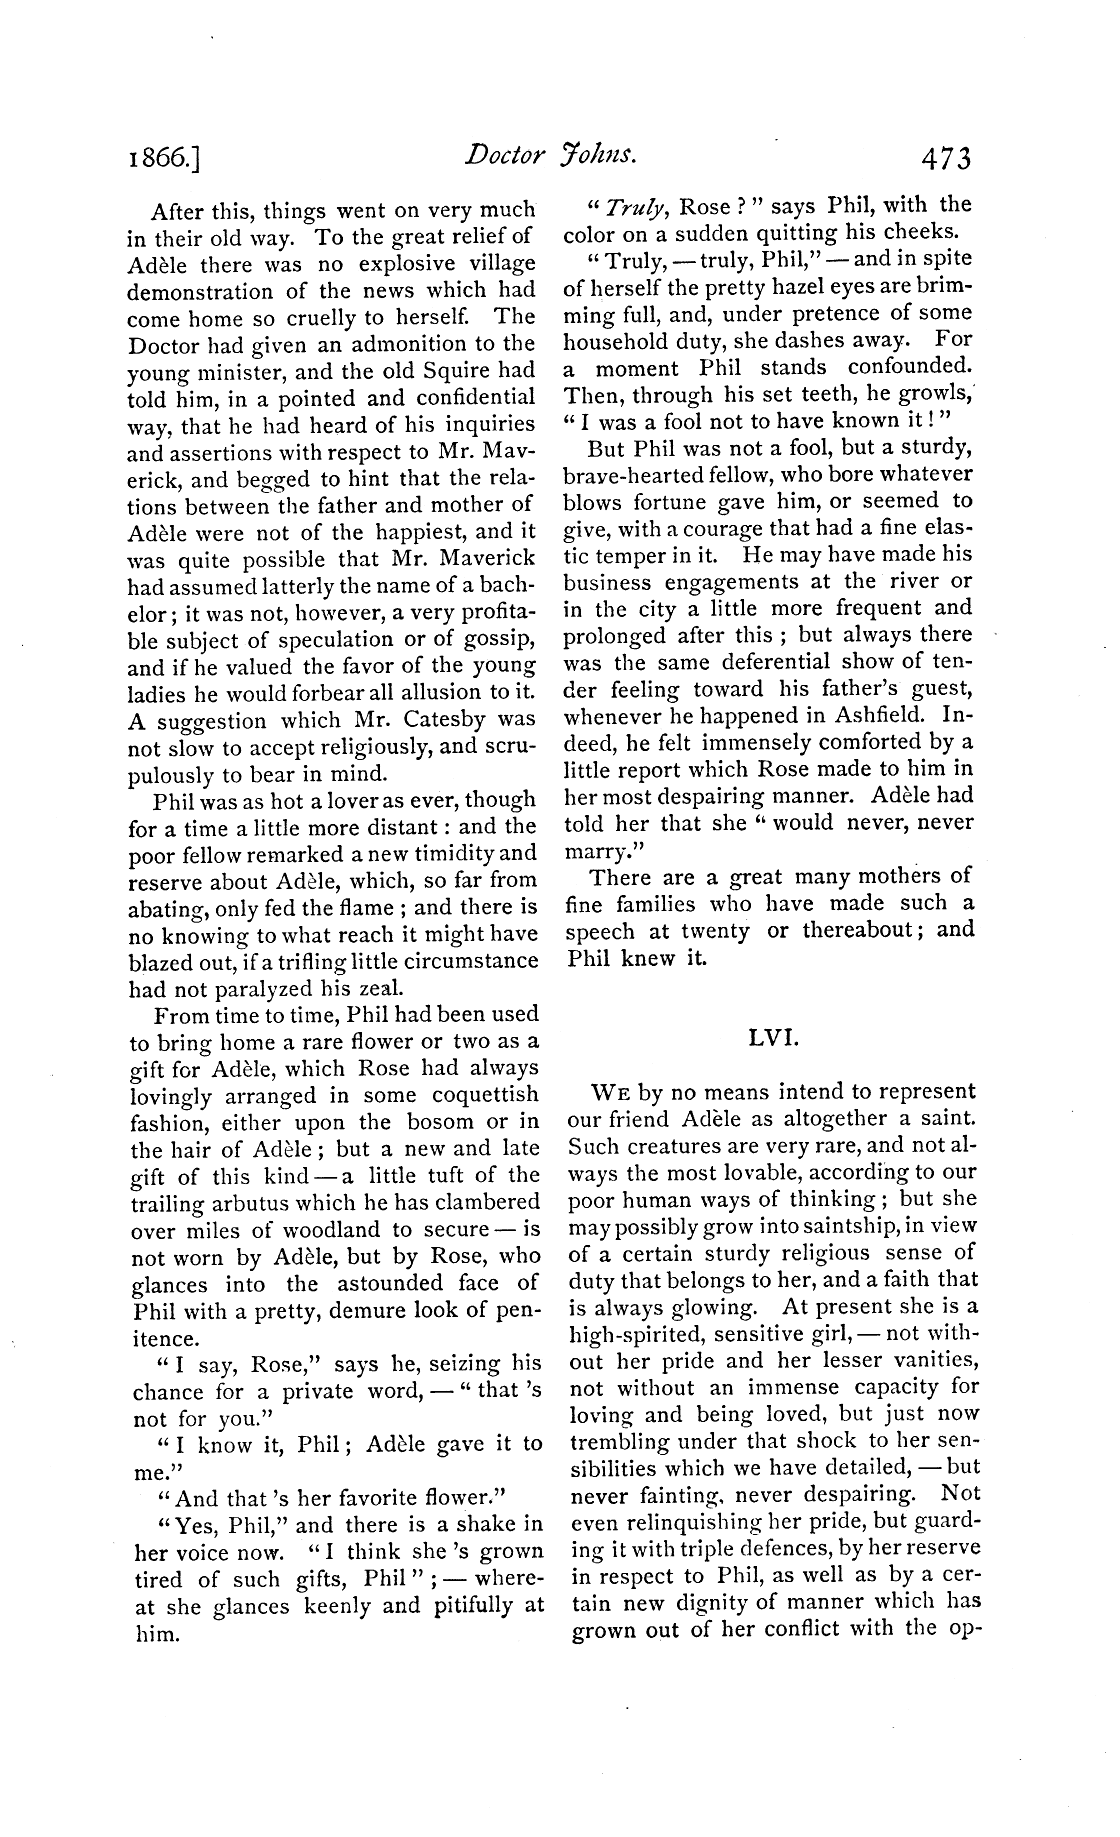 1866.] Doctor Johns. 473
After this, things went on very much
in their old way. To the great relief of
Adèle there was no explosive village
demonstration of the news which had
come home so cruelly to herself. The
Doctor had given an admonition to the
young minister, and the old Squire had
told him, in a pointed and confidential
way, that he had heard of his inquiries
and assertions with respect to Mr. Mav-
erick, and begged to hint that the rela-
tions between the father and mother of
Adèle were not of the happiest, and it
was quite possible that Mr. Maverick
had assumed latterly the name of a bach-
elor; it was not, however, a very profita-
ble subject of speculation or of gossip,
and if he valued the favor of the young
ladies he would forbear all allusion to it.
A suggestion which Mr. Catesby was
not slow to accept religiously, and scru-
pulously to bear in mind.
Phil was as hot a lover as ever, though
for a time a little more distant: and the
poor fellow remarked a new timidity and
reserve about Adèle, which, so far from
abating, only fed the flame; and there is
no knowing to what reach it might have
blazed out, if a trifling little circumstance
had not paralyzed his zeal.
From time to time, Phil had been used
to bring home a rare flower or two as a
gift for Adèle, which Rose had always
lovingly arranged in some coquettish
fashion, either upon the bosom or in
the hair of Adèle; but a new and late
gift of this kind — a little tuft of the
trailing arbutus which he has clambered
over miles of woodland to secure — is
not worn by Adèle, but by Rose, who
glances into the astounded face of
Phil with a pretty, demure look of pen-
itence.
"I say, Rose," says he, seizing his
chance for a private word, — "that 's
not for you."
"I know it, Phil; Adèle gave it to
me."
"And that 's her favorite flower."
"Yes, Phil," and there is a shake in
her voice now. "I think she 's grown
tired of such gifts, Phil"; — where-
at she glances keenly and pitifully at
him.
"Truly, Rose?" says Phil, with the
color on a sudden quitting his cheeks.
"Truly, — truly, Phil," — and in spite
of herself the pretty hazel eyes are brim-
ming full, and, under pretence of some
household duty, she dashes away. For
a moment Phil stands confounded.
Then, through his set teeth, he growls,
"I was a fool not to have known it!"
But Phil was not a fool, but a sturdy,
brave-hearted fellow, who bore whatever
blows fortune gave him, or seemed to
give, with a courage that had a fine elas-
tic temper in it. He may have made his
business engagements at the river or
in the city a little more frequent and
prolonged after this; but always there
was the same deferential show of ten-
der feeling toward his father's guest,
whenever he happened in Ashfield. In-
deed, he felt immensely comforted by a
little report which Rose made to him in
her most despairing manner. Adèle had
told her that she "would never, never
marry."
There are a great many mothers of
fine families who have made such a
speech at twenty or thereabout; and
Phil knew it.
LVI.
WE by no means intend to represent
our friend Adèle as altogether a saint.
Such creatures are very rare, and not al-
ways the most lovable, according to our
poor human ways of thinking; but she
may possibly grow into saintship, in view
of a certain sturdy religious sense of
duty that belongs to her, and a faith that
is always glowing. At present she is a
high-spirited, sensitive girl, — not with-
out her pride and her lesser vanities,
not without an immense capacity for
loving and being loved, but just now
trembling under that shock to her sen-
sibilities which we have detailed, — but
never fainting, never despairing. Not
even relinquishing her pride, but guard-
ing it with triple defences, by her reserve
in respect to Phil, as well as by a cer-
tain new dignity of manner which has
grown out of her conflict with the op-